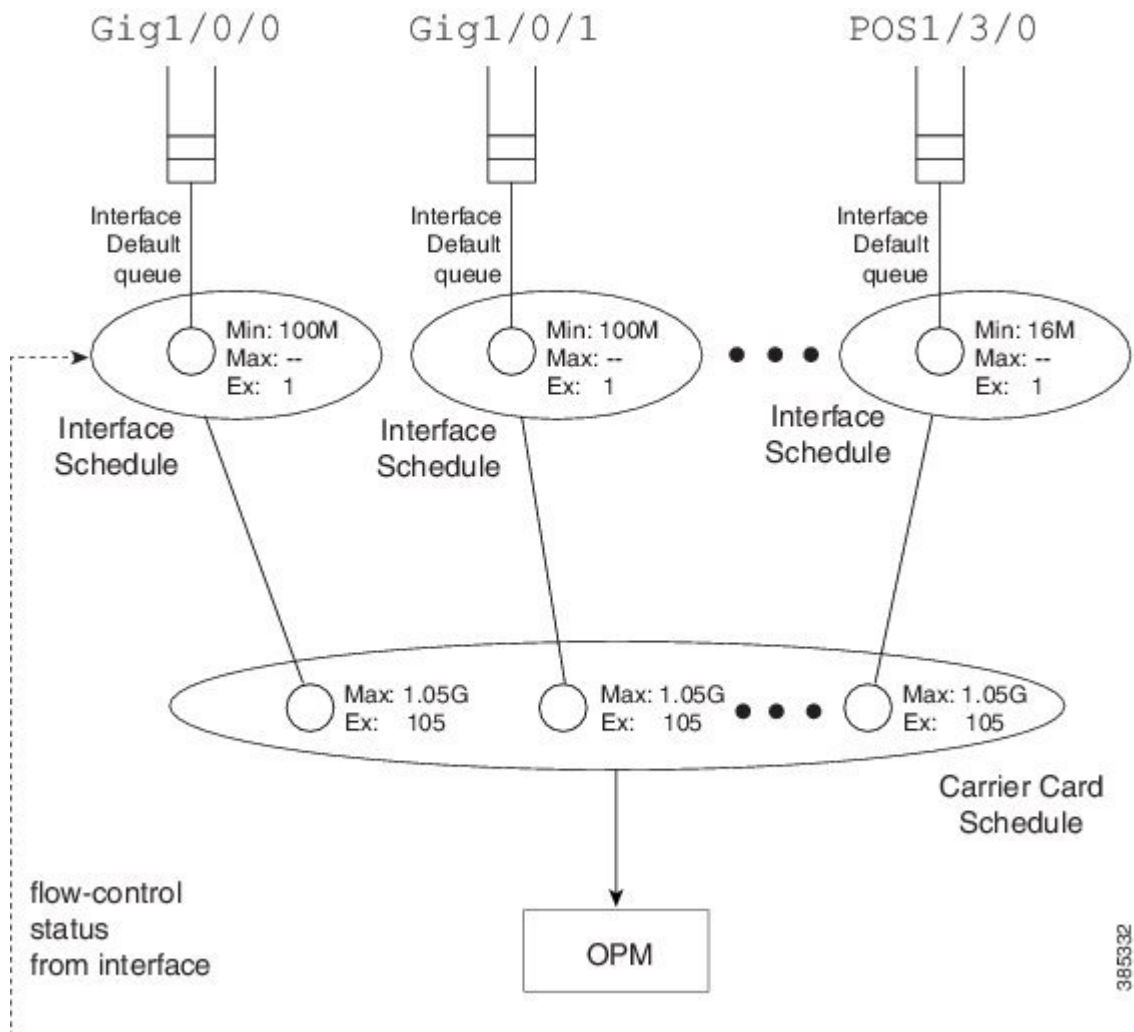 Gig1/0/0
Gig1/0/1
POS1/3/0
Interface
Default
queue
Interface
Default
queue
Interface
Default
queue
Min: 100M
Max: --
Ex: 1
Min: 100M
Max: --
Ex: 1
Min: 16M
Max: --
Ex: 1
Interface
Schedule
Interface
Schedule
Interface
Schedule
Max: 1.05G
Ex: 105
Max: 1.05G
Ex: 105
Max: 1.05G
Ex: 105
Carrier Card
Schedule
flow-control
status
from interface
OPM
385332